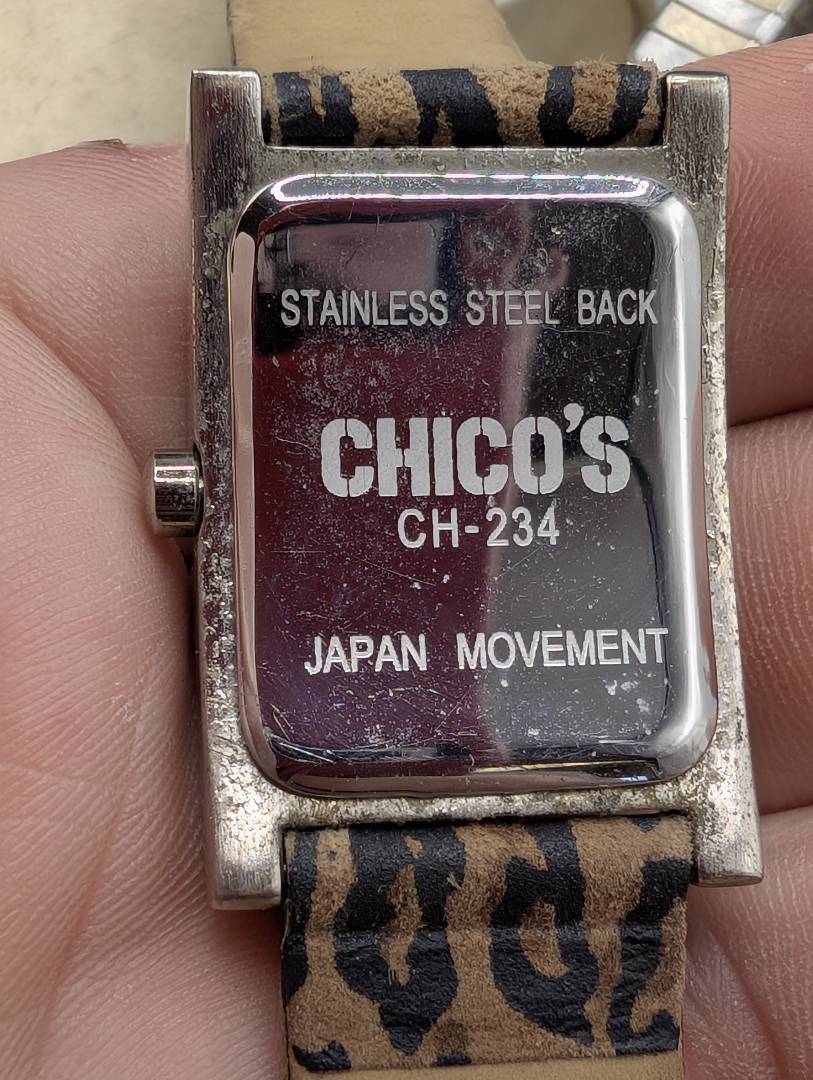 STAINLESS STEEL BACK
CHICO'S
CH-234
JAPAN MOVEMENT